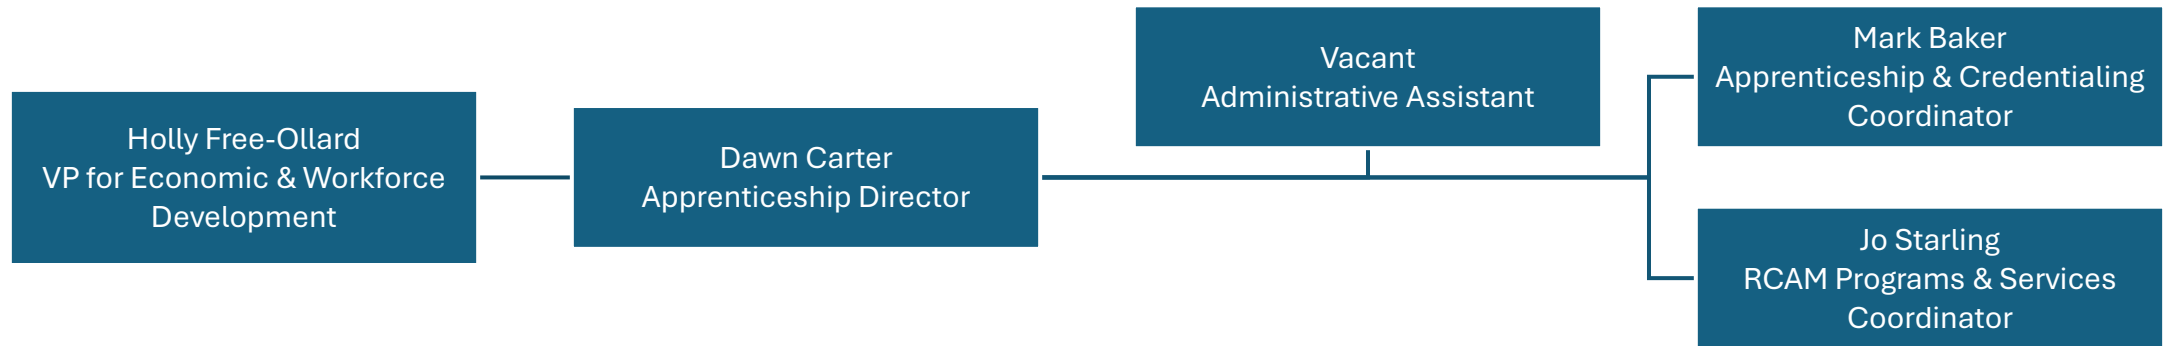 Holly Free-Ollard
VP for Economic & Workforce
Development
Dawn Carter
Apprenticeship Director
Vacant
Administrative Assistant
Mark Baker
Apprenticeship & Credentialing
Coordinator
Jo Starling
RCAM Programs & Services
Coordinator